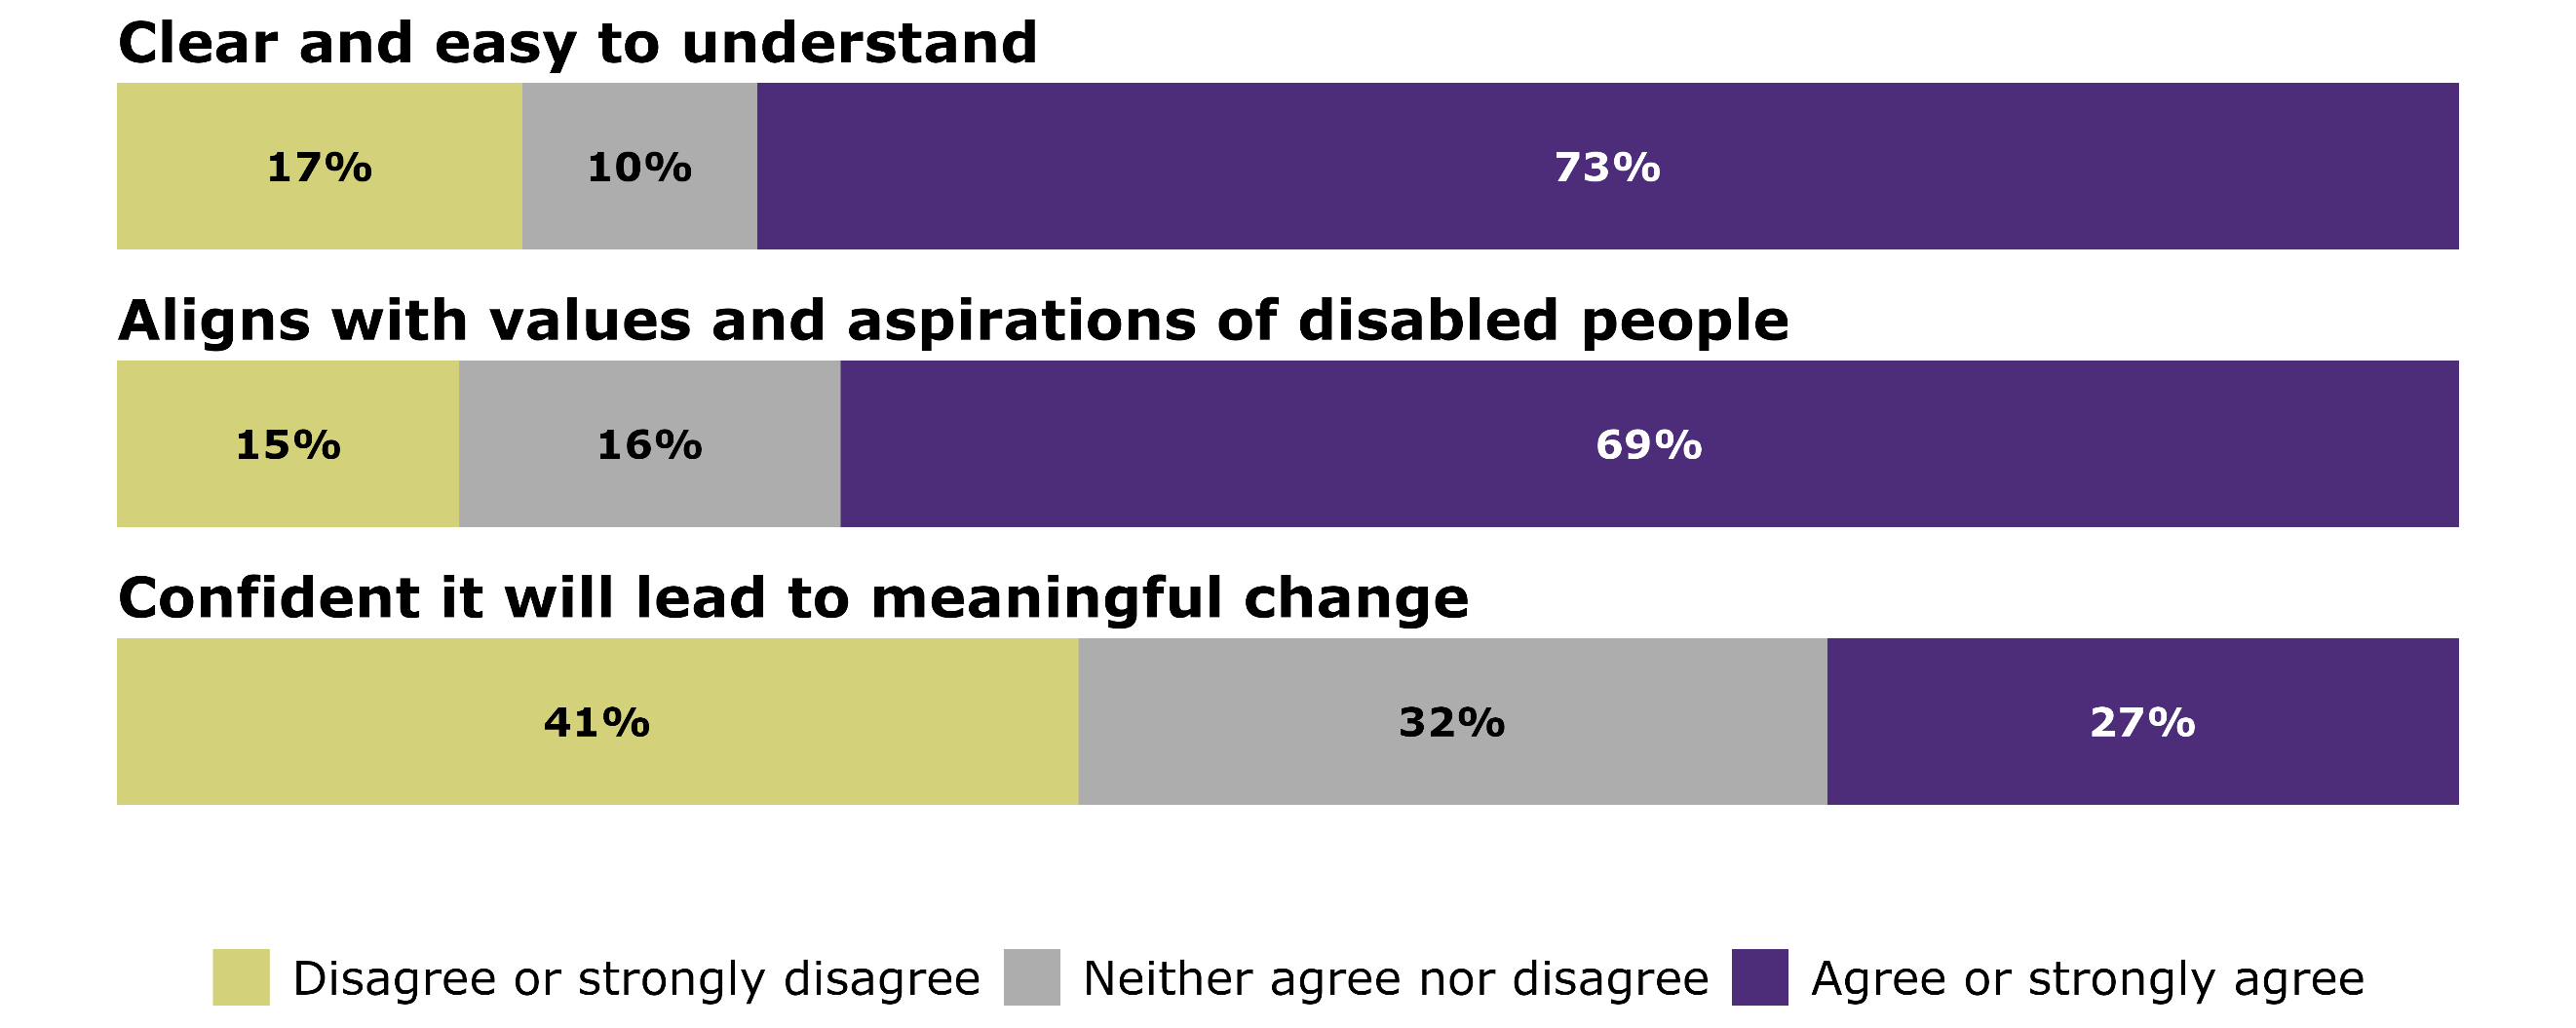 Clear and easy to understand
17% 10% 73%
Aligns with values and aspirations of disabled people
15% 16% 69%
Confident it will lead to meaningful change
41% 32% 27%
Disagree or strongly disagree Neither agree nor disagree Agree or strongly agree